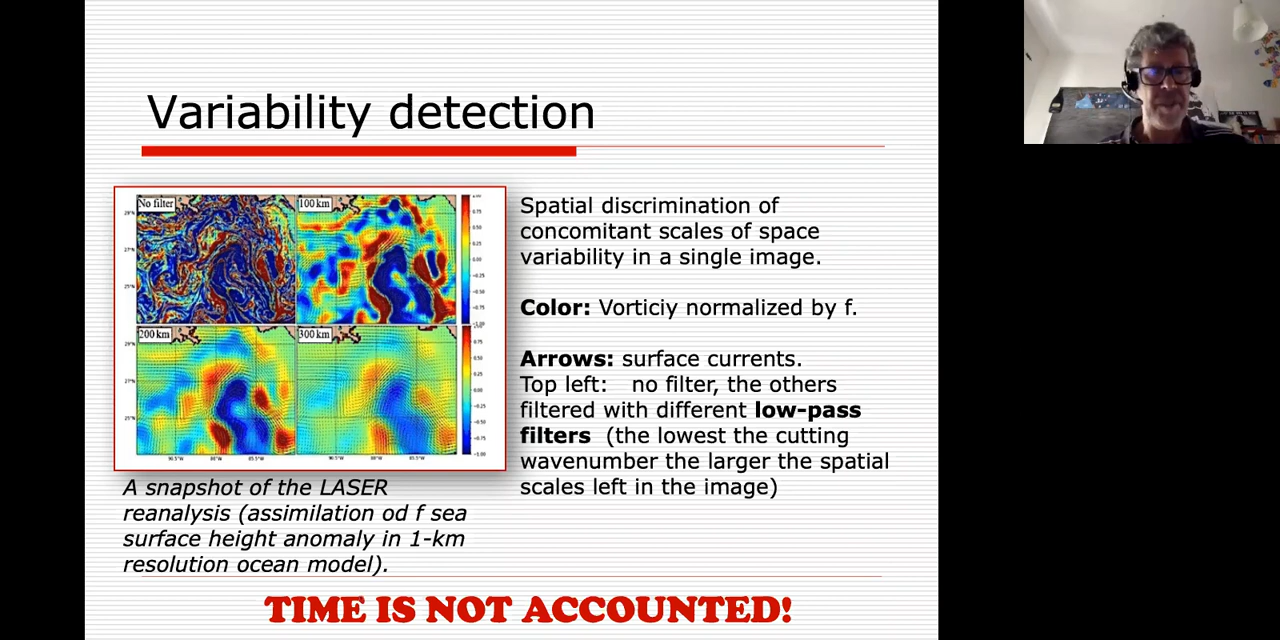 Variability detection
No filter
100 km
200 km
300 km
Spatial discrimination of
concomitant scales of space
variability in a single image.
Color: Vorticiy normalized by f.
Arrows: surface currents.
Top left: no filter, the others
filtered with different low-pass
filters (the lowest the cutting
wavenumber the larger the spatial
scales left in the image)
A snapshot of the LASER
reanalysis (assimilation od f sea
surface height anomaly in 1-km
resolution ocean model).
TIME IS NOT ACCOUNTED!